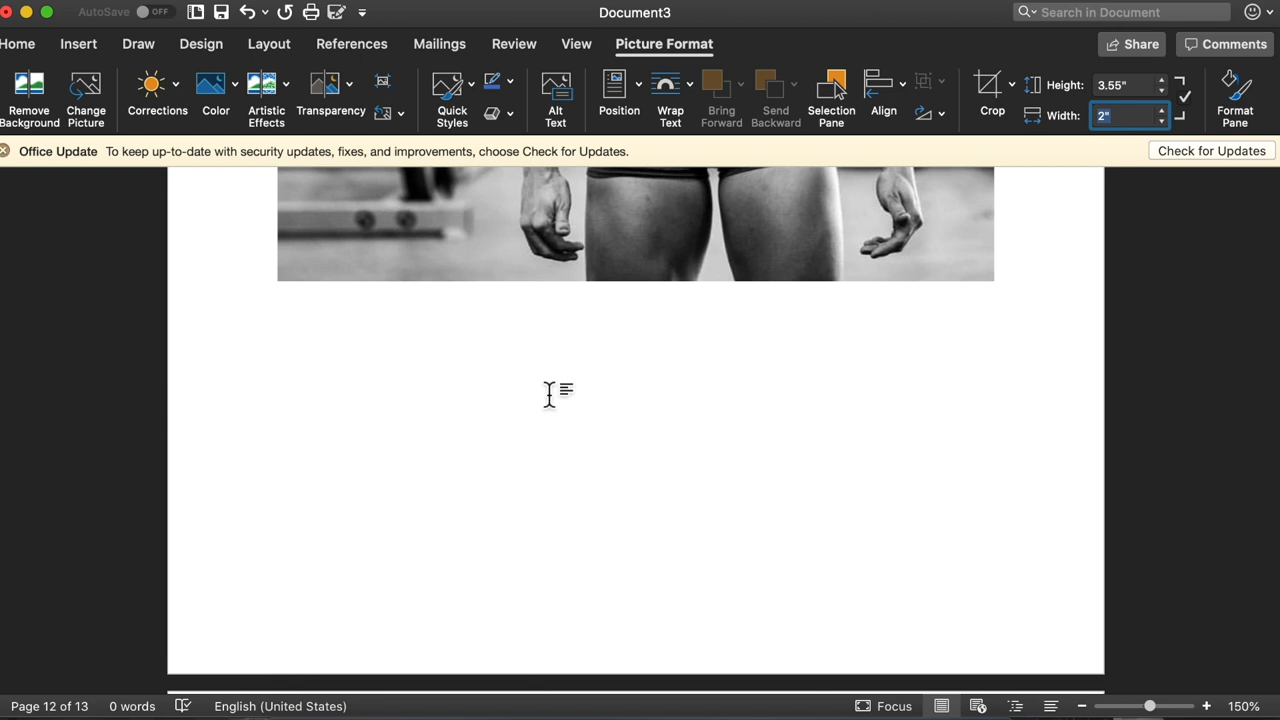 AutoSave OFF Document3 Search in Document
Home Insert Draw Design Layout References Mailings Review View Picture Format Share Comments
Remove Background Change Picture Corrections Color Artistic Effects Transparency Quick Styles Alt Text Position Wrap Text Bring Forward Send Backward Selection Pane Align Crop Height: 3.55" Width: 2" Format Pane
Office Update To keep up-to-date with security updates, fixes, and improvements, choose Check for Updates. Check for Updates
Page 12 of 13 0 words English (United States) Focus 150%